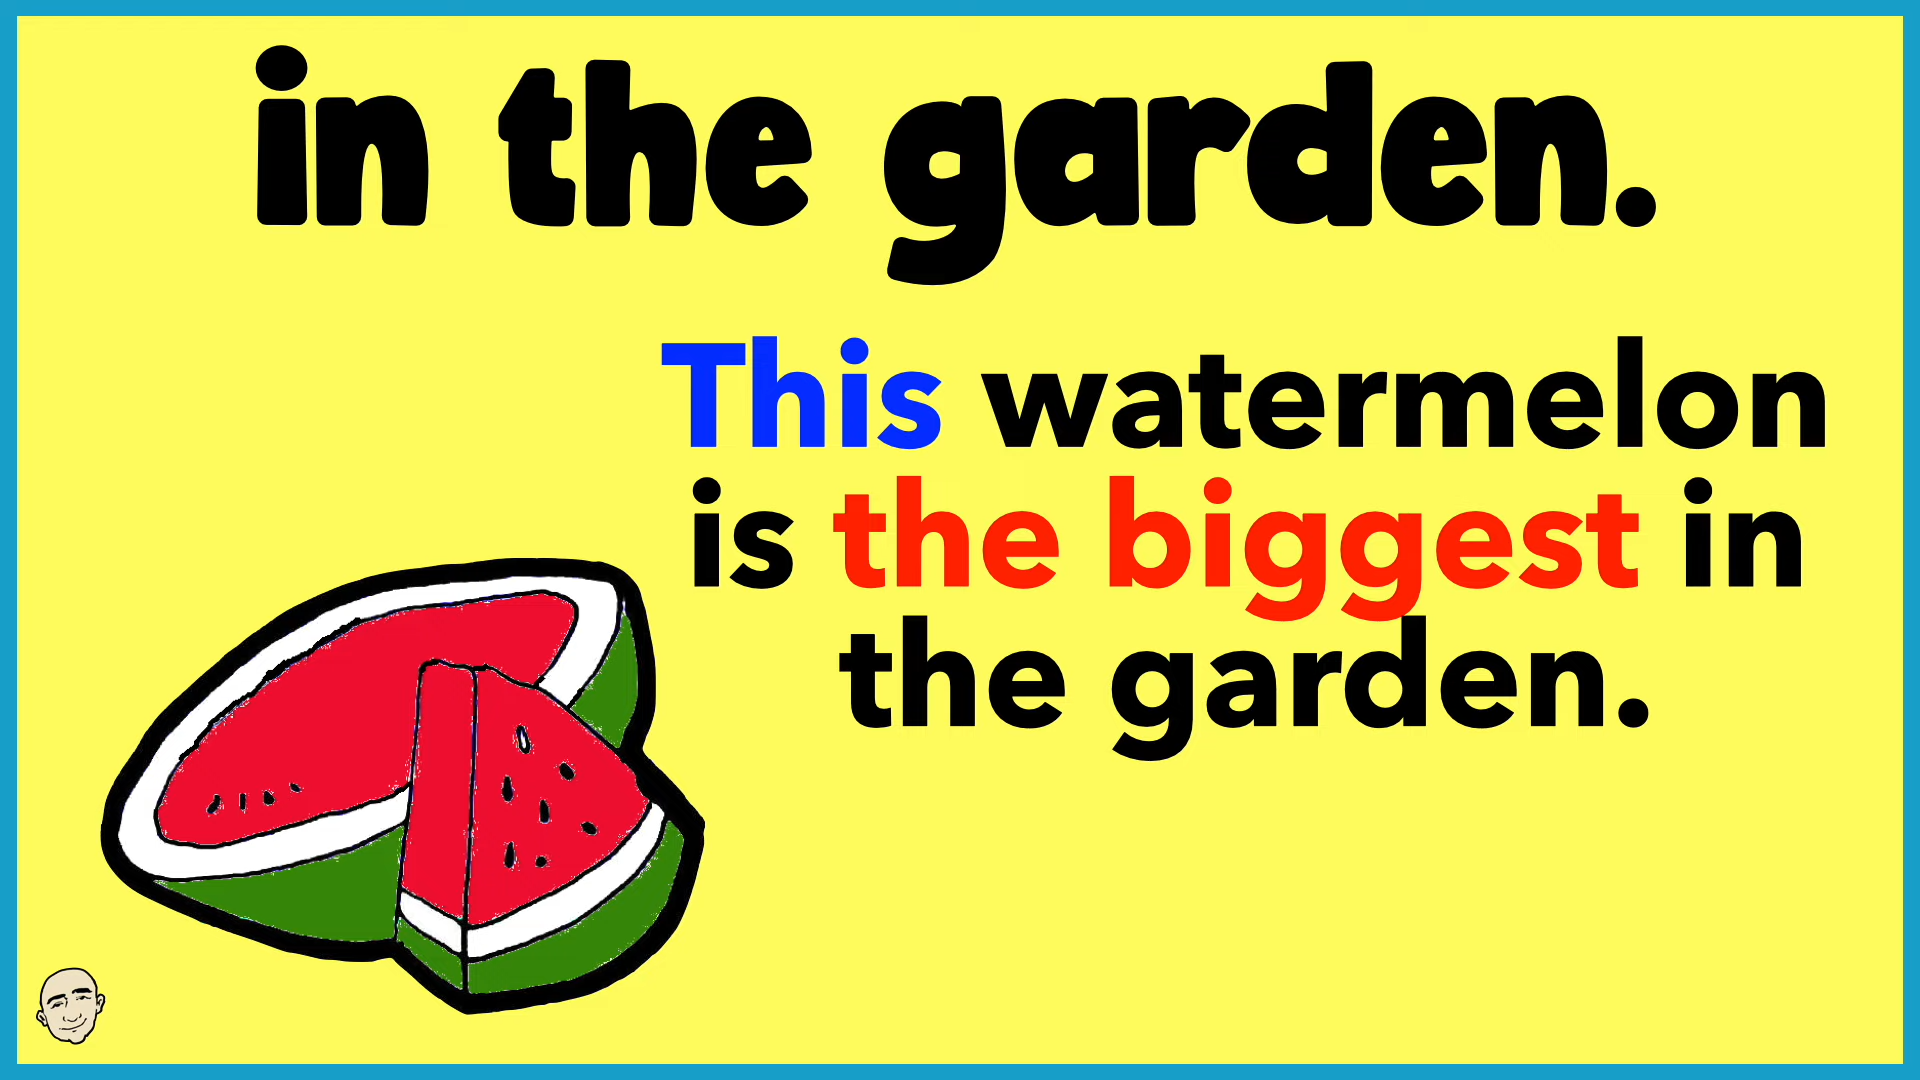 in the garden.
This watermelon
is the biggest in
the garden.